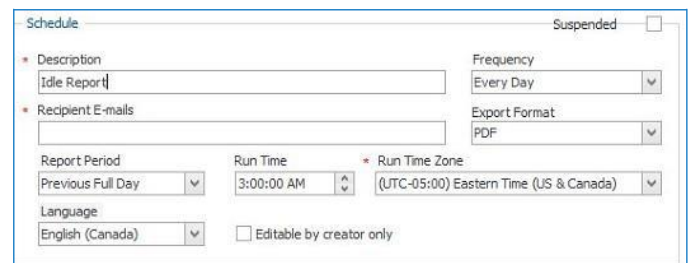 Schedule
Suspended
* Description
Frequency
Idle Report
Every Day
* Recipient E-mails
Export Format
PDF
Report Period
Run Time
* Run Time Zone
Previous Full Day
3:00:00 AM
(UTC-05:00) Eastern Time (US & Canada)
Language
English (Canada)
Editable by creator only